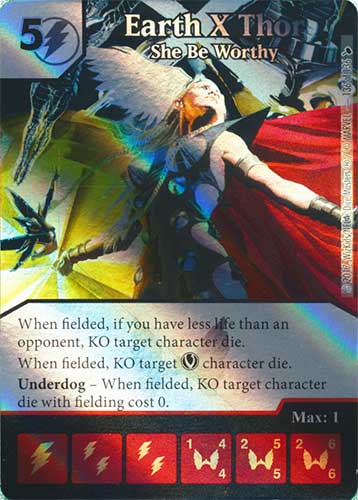 5
Earth X Thor
She Be Worthy
When fielded, if you have less life than an
opponent, KO target character die.
When fielded, KO target character die.
Underdog – When fielded, KO target character
die with fielding cost 0.
Max: 1
1 4 4
2 5 5
2 6 6